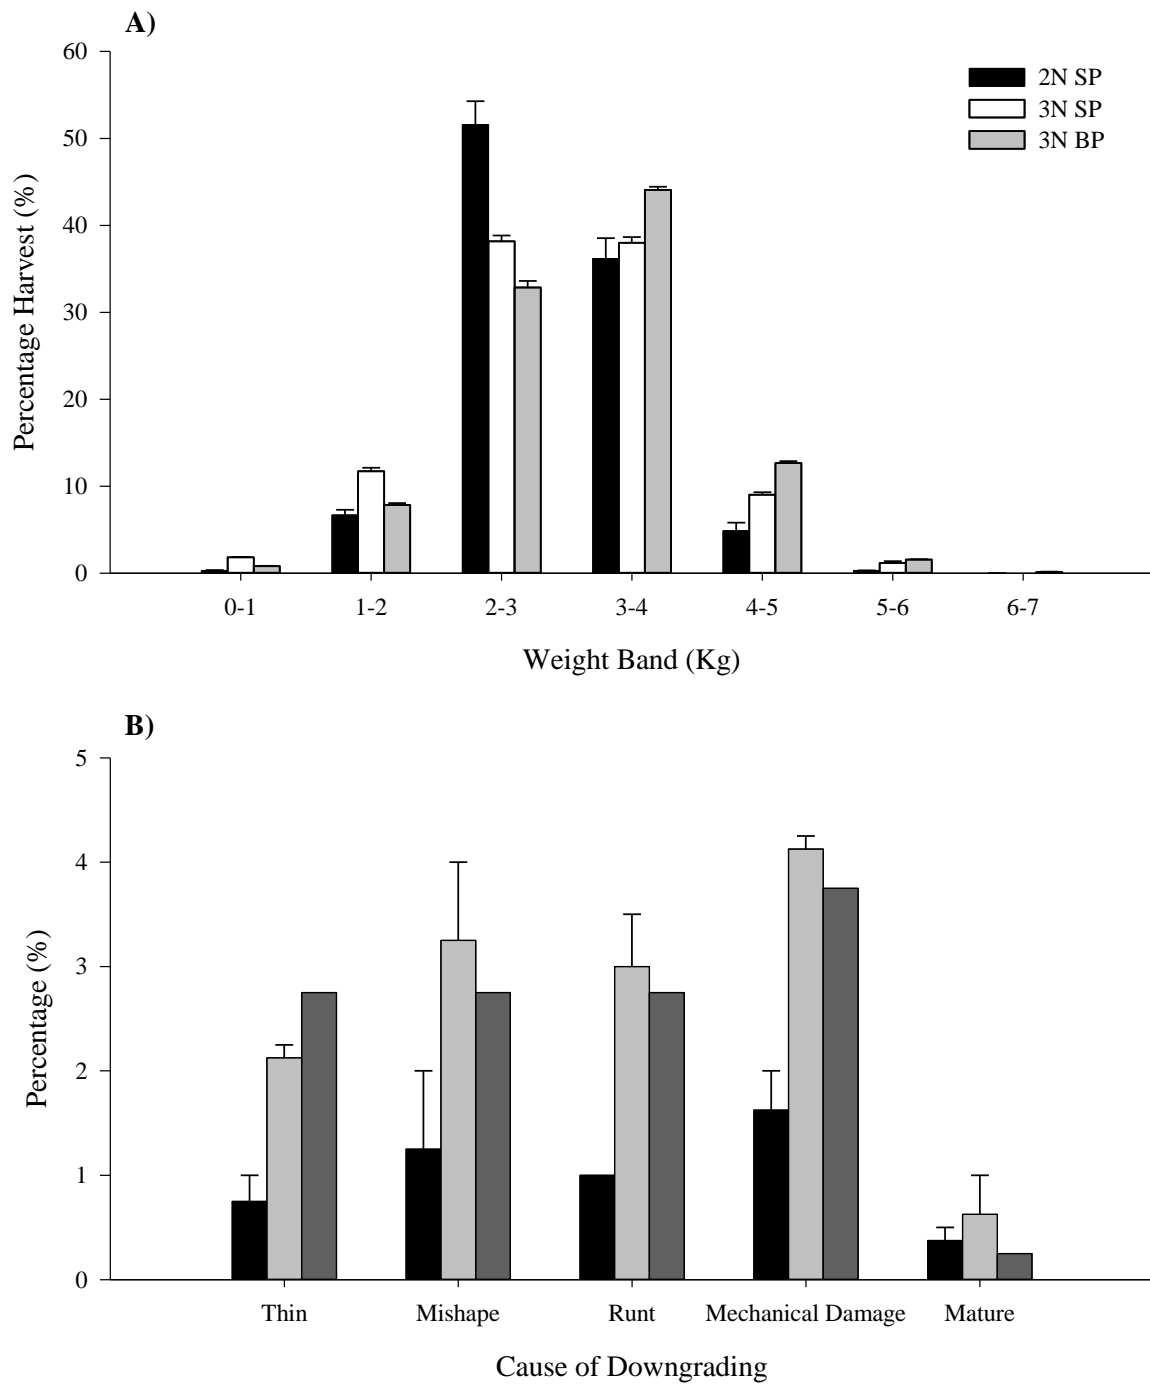 A)
60
50
40
30
20
10
0
Percentage Harvest (%)
2N SP
3N SP
3N BP
0-1 1-2 2-3 3-4 4-5 5-6 6-7
Weight Band (Kg)
B)
5
4
3
2
1
0
Percentage (%)
Thin Mishape Runt Mechanical Damage Mature
Cause of Downgrading